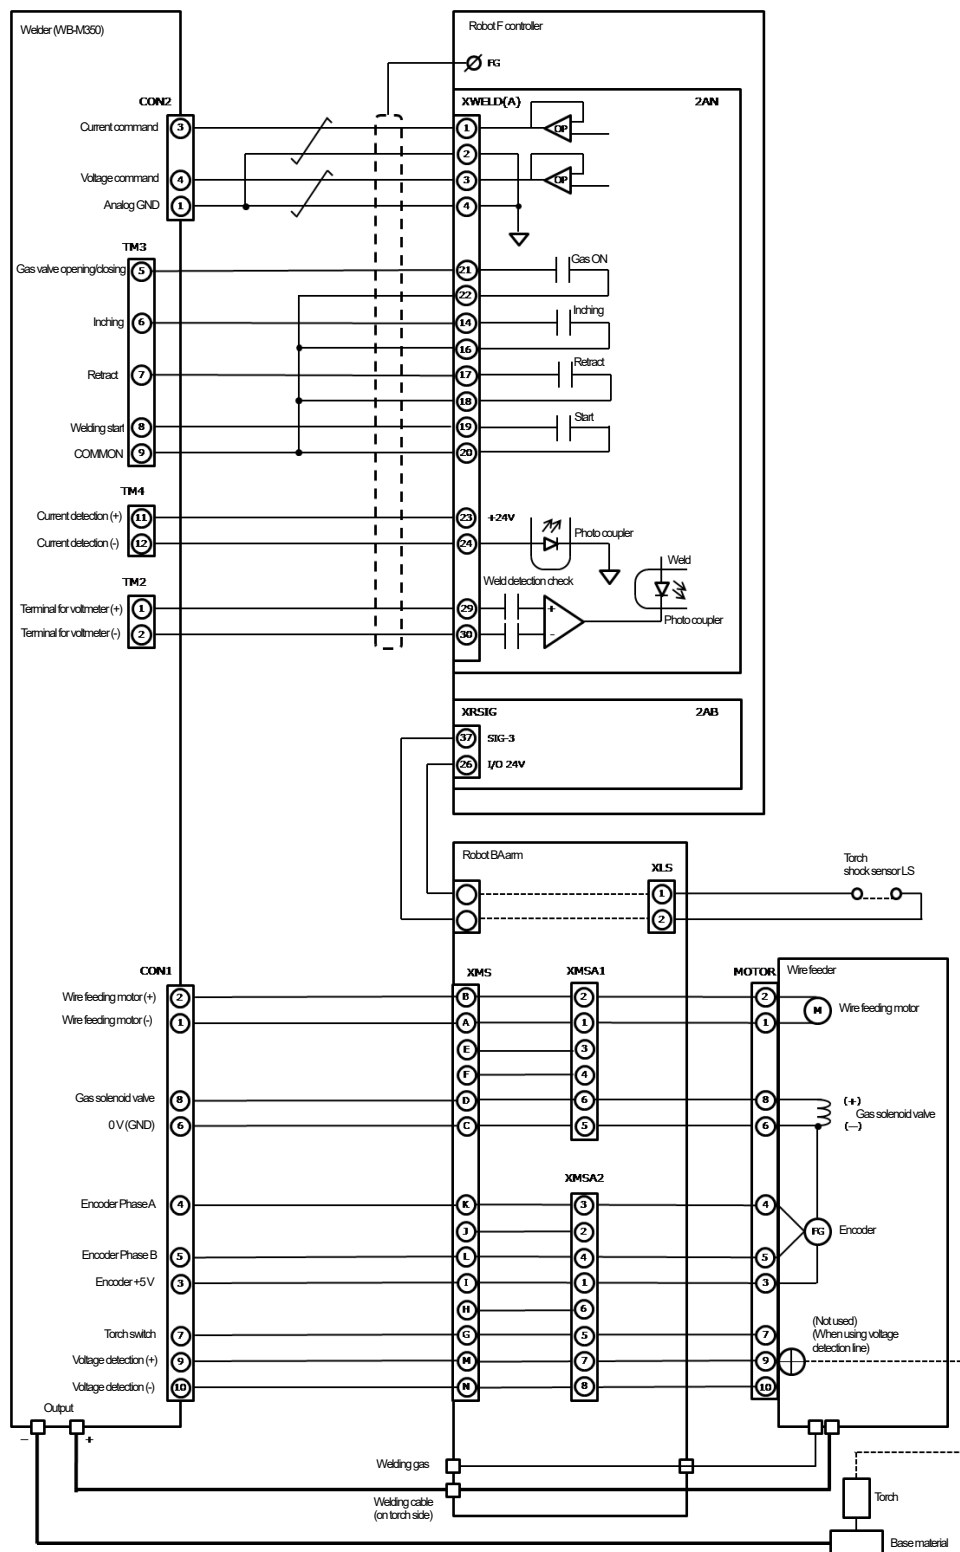 Welder (WB-M350)
Robot F controller
FG
CON2
XWELD(A)
2AN
Current command
3
1
OP
2
Voltage command
4
3
OP
Analog GND
1
4
TM3
Gas valve opening/closing
5
21
Gas ON
22
Inching
6
14
Inching
16
Retract
7
17
Retract
18
Welding start
8
19
Start
COMMON
9
20
TM4
Current detection (+)
11
23
+24V
Current detection (-)
12
24
Photo coupler
Weld
TM2
Weld detection check
Terminal for voltmeter (+)
1
29
+
Photo coupler
Terminal for voltmeter (-)
2
30
-
XRSIG
2AB
37
SIG-3
26
I/O 24V
Robot BA arm
XLS
Torch
shock sensor LS
1
2
CON1
XMS
XMSA1
MOTOR
Wire feeder
Wire feeding motor (+)
2
B
2
2
M
Wire feeding motor
Wire feeding motor (-)
1
A
1
1
E
3
F
4
Gas solenoid valve
8
D
6
8
(+)
Gas solenoid valve
0 V (GND)
6
C
5
6
(—)
XMSA2
Encoder Phase A
4
K
3
4
J
2
FG
Encoder
Encoder Phase B
5
L
4
5
Encoder +5 V
3
I
1
3
H
6
(Not used)
(When using voltage
detection line)
Torch switch
7
G
5
7
Voltage detection (+)
9
M
7
9
Voltage detection (-)
10
N
8
10
Output
—
+
Welding gas
Welding cable
(on torch side)
Torch
Base material